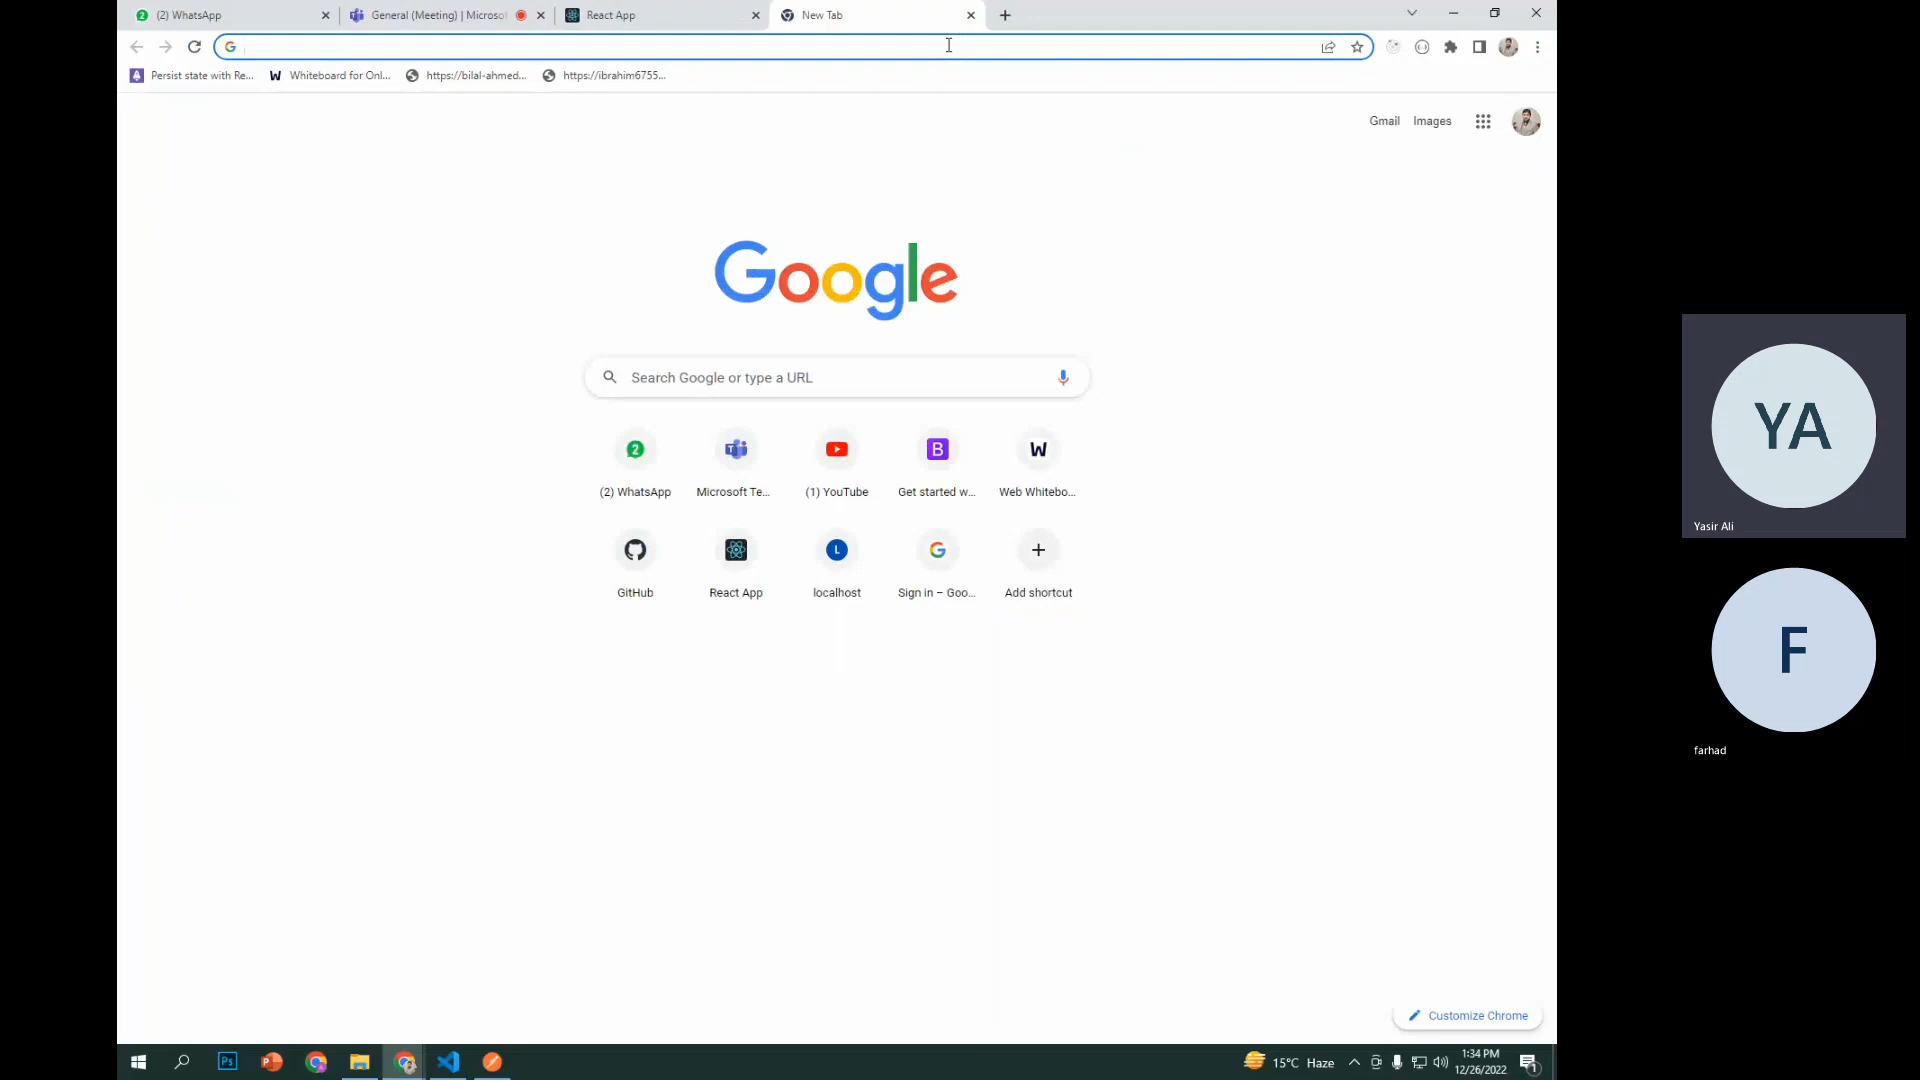 (2) WhatsApp
General (Meeting) | Microsof
React App
New Tab
Persist state with Re...
Whiteboard for Onl...
https://bilal-ahmed...
https://ibrahim6755...
Gmail
Images
Google
Search Google or type a URL
(2) WhatsApp
Microsoft Te...
(1) YouTube
Get started w...
Web Whitebo...
GitHub
React App
localhost
Sign in – Goo...
Add shortcut
Customize Chrome
YA
Yasir Ali
F
farhad
15°C Haze
1:34 PM
12/26/2022